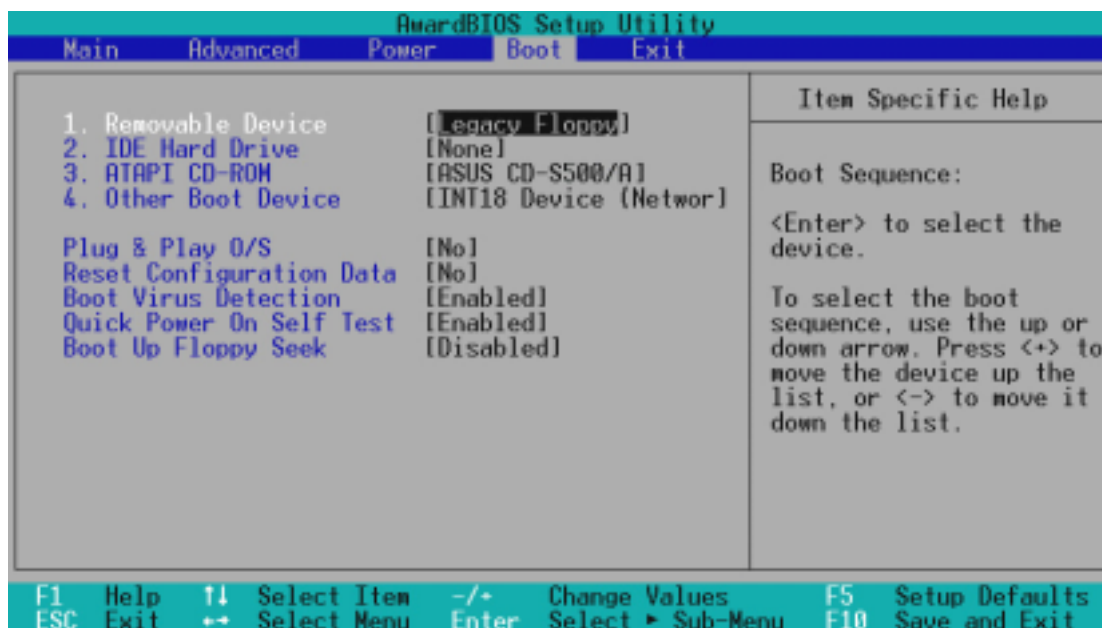 AwardBIOS Setup Utility
Main Advanced Power Boot Exit
1. Removable Device [Legacy Floppy]
2. IDE Hard Drive [None]
3. ATAPI CD-ROM [ASUS CD-S500/A]
4. Other Boot Device [INT18 Device (Networ]
Plug & Play O/S [No]
Reset Configuration Data [No]
Boot Virus Detection [Enabled]
Quick Power On Self Test [Enabled]
Boot Up Floppy Seek [Disabled]
Item Specific Help
Boot Sequence:
<Enter> to select the
device.
To select the boot
sequence, use the up or
down arrow. Press <+> to
move the device up the
list, or <-> to move it
down the list.
F1 Help ↑↓ Select Item -/+ Change Values F5 Setup Defaults
ESC Exit ←→ Select Menu Enter Select ► Sub-Menu F10 Save and Exit